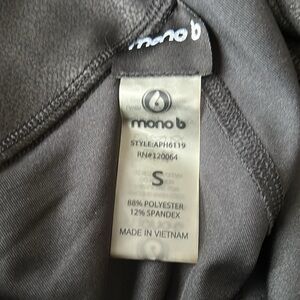 mono b
mono b
STYLE:APH6119
RN#120064
S
88% POLYESTER
12% SPANDEX
MADE IN VIETNAM